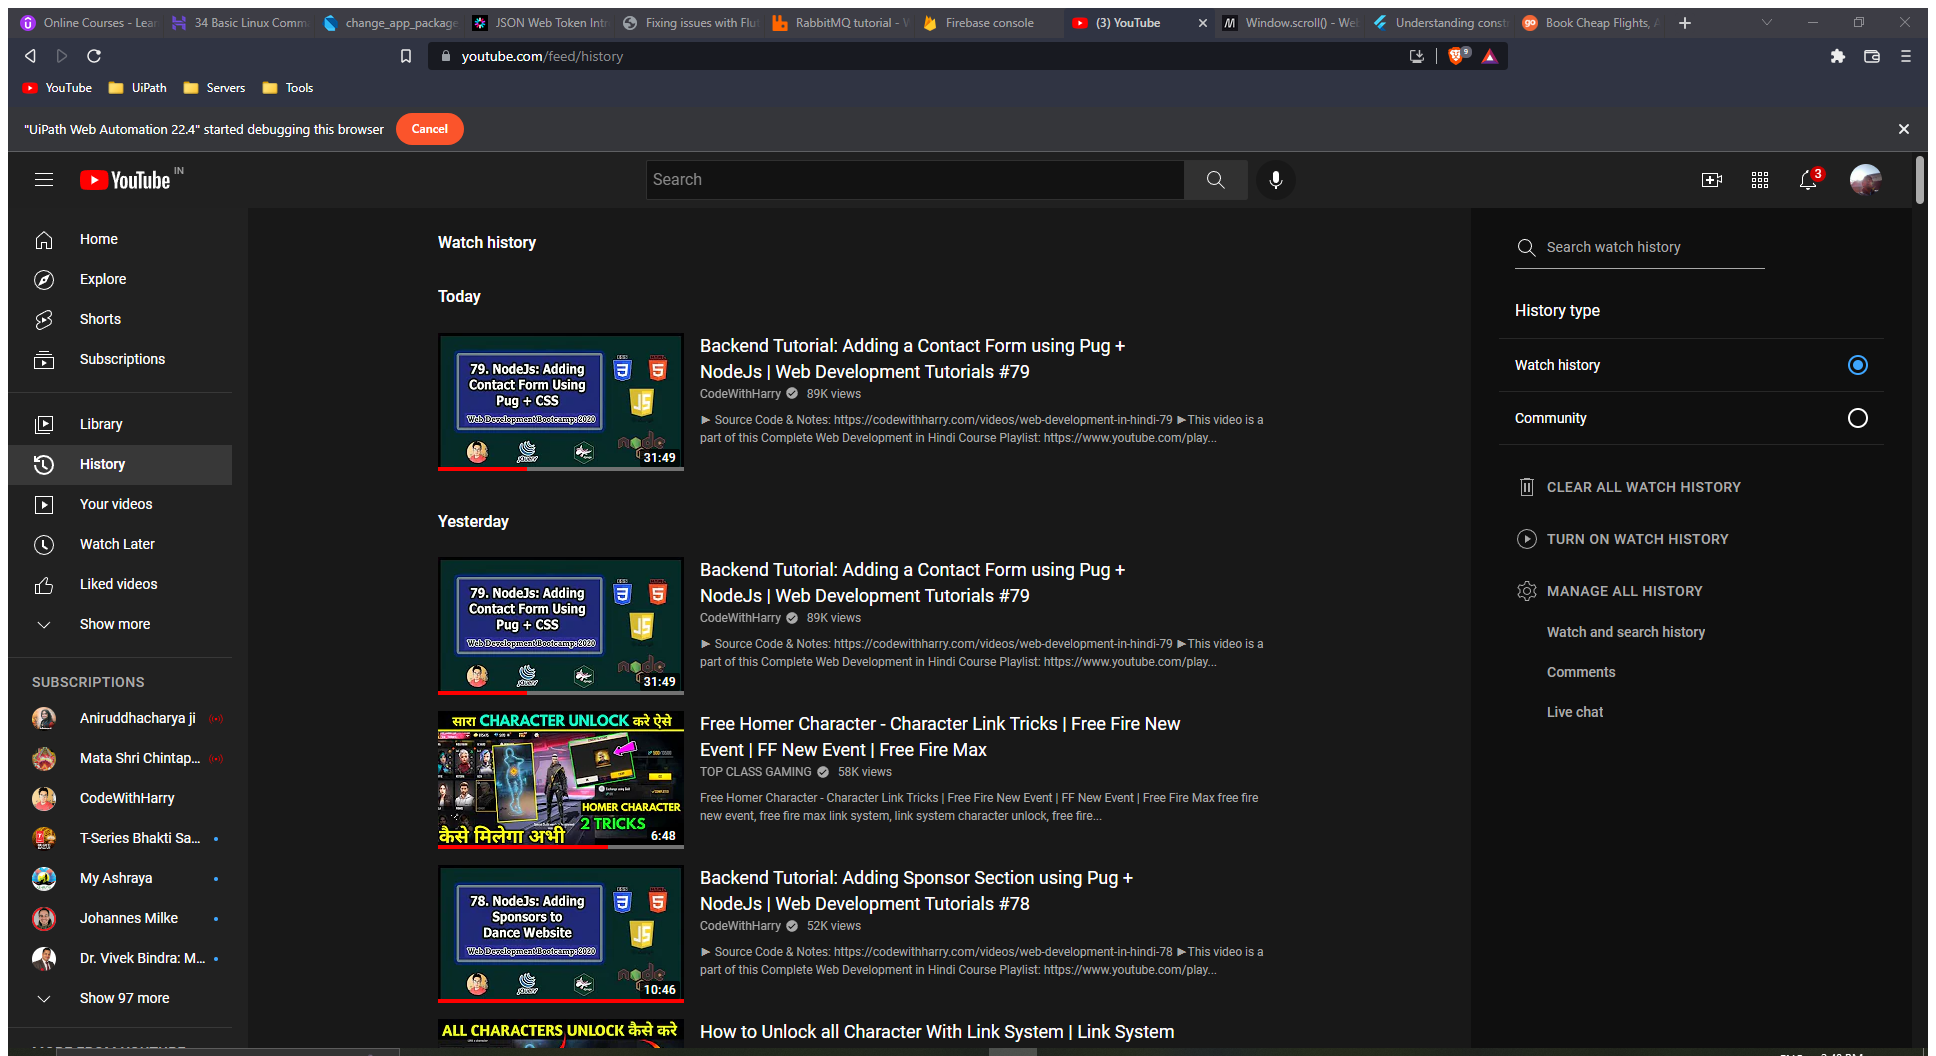 Online Courses - Lear
34 Basic Linux Comm
change_app_package
JSON Web Token Intr
Fixing issues with Flut
RabbitMQ tutorial - W
Firebase console
(3) YouTube
Window.scroll() - We
Understanding constr
Book Cheap Flights, A
youtube.com/feed/history
9
YouTube
UiPath
Servers
Tools
"UiPath Web Automation 22.4" started debugging this browser
Cancel
YouTube IN
Search
3
Home
Explore
Shorts
Subscriptions
Library
History
Your videos
Watch Later
Liked videos
Show more
SUBSCRIPTIONS
Aniruddhacharya ji
Mata Shri Chintap...
CodeWithHarry
T-Series Bhakti Sa...
My Ashraya
Johannes Milke
Dr. Vivek Bindra: M...
Show 97 more
Watch history
Today
79. NodeJs: Adding
Contact Form Using
Pug + CSS
Web Development Bootcamp: 2020
31:49
Backend Tutorial: Adding a Contact Form using Pug +
NodeJs | Web Development Tutorials #79
CodeWithHarry 89K views
► Source Code & Notes: https://codewithharry.com/videos/web-development-in-hindi-79 ►This video is a
part of this Complete Web Development in Hindi Course Playlist: https://www.youtube.com/play...
Yesterday
79. NodeJs: Adding
Contact Form Using
Pug + CSS
Web Development Bootcamp: 2020
31:49
Backend Tutorial: Adding a Contact Form using Pug +
NodeJs | Web Development Tutorials #79
CodeWithHarry 89K views
► Source Code & Notes: https://codewithharry.com/videos/web-development-in-hindi-79 ►This video is a
part of this Complete Web Development in Hindi Course Playlist: https://www.youtube.com/play...
सारा CHARACTER UNLOCK करे ऐसे
HOMER CHARACTER
2 TRICKS
कैसे मिलेगा अभी
6:48
Free Homer Character - Character Link Tricks | Free Fire New
Event | FF New Event | Free Fire Max
TOP CLASS GAMING 58K views
Free Homer Character - Character Link Tricks | Free Fire New Event | FF New Event | Free Fire Max free fire
new event, free fire max link system, link system character unlock, free fire...
78. NodeJs: Adding
Sponsors to
Dance Website
Web Development Bootcamp: 2020
10:46
Backend Tutorial: Adding Sponsor Section using Pug +
NodeJs | Web Development Tutorials #78
CodeWithHarry 52K views
► Source Code & Notes: https://codewithharry.com/videos/web-development-in-hindi-78 ►This video is a
part of this Complete Web Development in Hindi Course Playlist: https://www.youtube.com/play...
ALL CHARACTERS UNLOCK कैसे करे
How to Unlock all Character With Link System | Link System
Search watch history
History type
Watch history
Community
CLEAR ALL WATCH HISTORY
TURN ON WATCH HISTORY
MANAGE ALL HISTORY
Watch and search history
Comments
Live chat